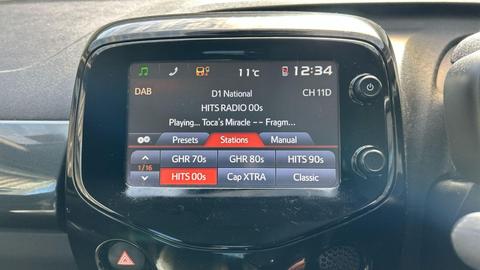 11°C 12:34
DAB D1 National CH 11D
HITS RADIO 00s
Playing... Toca's Miracle -- Fragm...
Presets Stations Manual
1/16 GHR 70s GHR 80s HITS 90s
HITS 00s Cap XTRA Classic